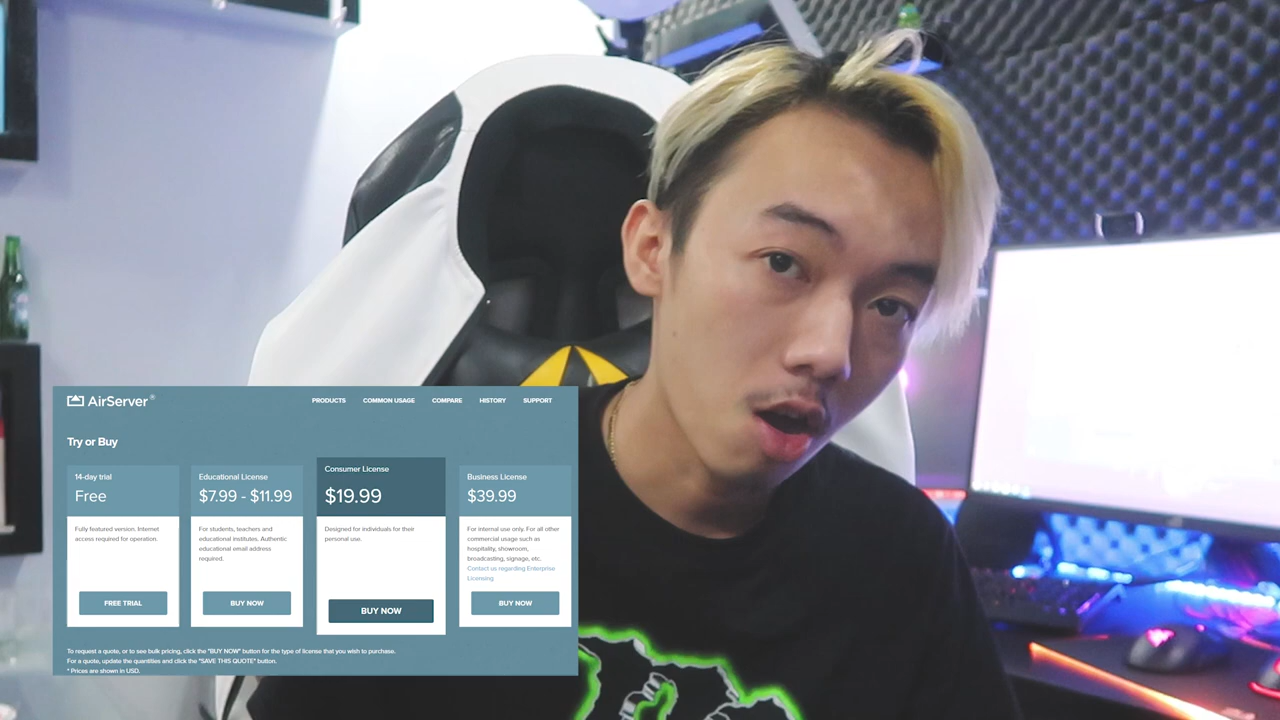 AirServer®
PRODUCTS COMMON USAGE COMPARE HISTORY SUPPORT
Try or Buy
14-day trial
Free
Fully featured version. Internet
access required for operation.
FREE TRIAL
Educational License
$7.99 - $11.99
For students, teachers and
educational institutes. Authentic
educational email address
required.
BUY NOW
Consumer License
$19.99
Designed for individuals for their
personal use.
BUY NOW
Business License
$39.99
For internal use only. For all other
commercial usage such as
hospitality, showroom,
broadcasting, signage, etc.
Contact us regarding Enterprise
Licensing
BUY NOW
To request a quote, or to see bulk pricing, click the "BUY NOW" button for the type of license that you wish to purchase.
For a quote, update the quantities and click the "SAVE THIS QUOTE" button.
* Prices are shown in USD.